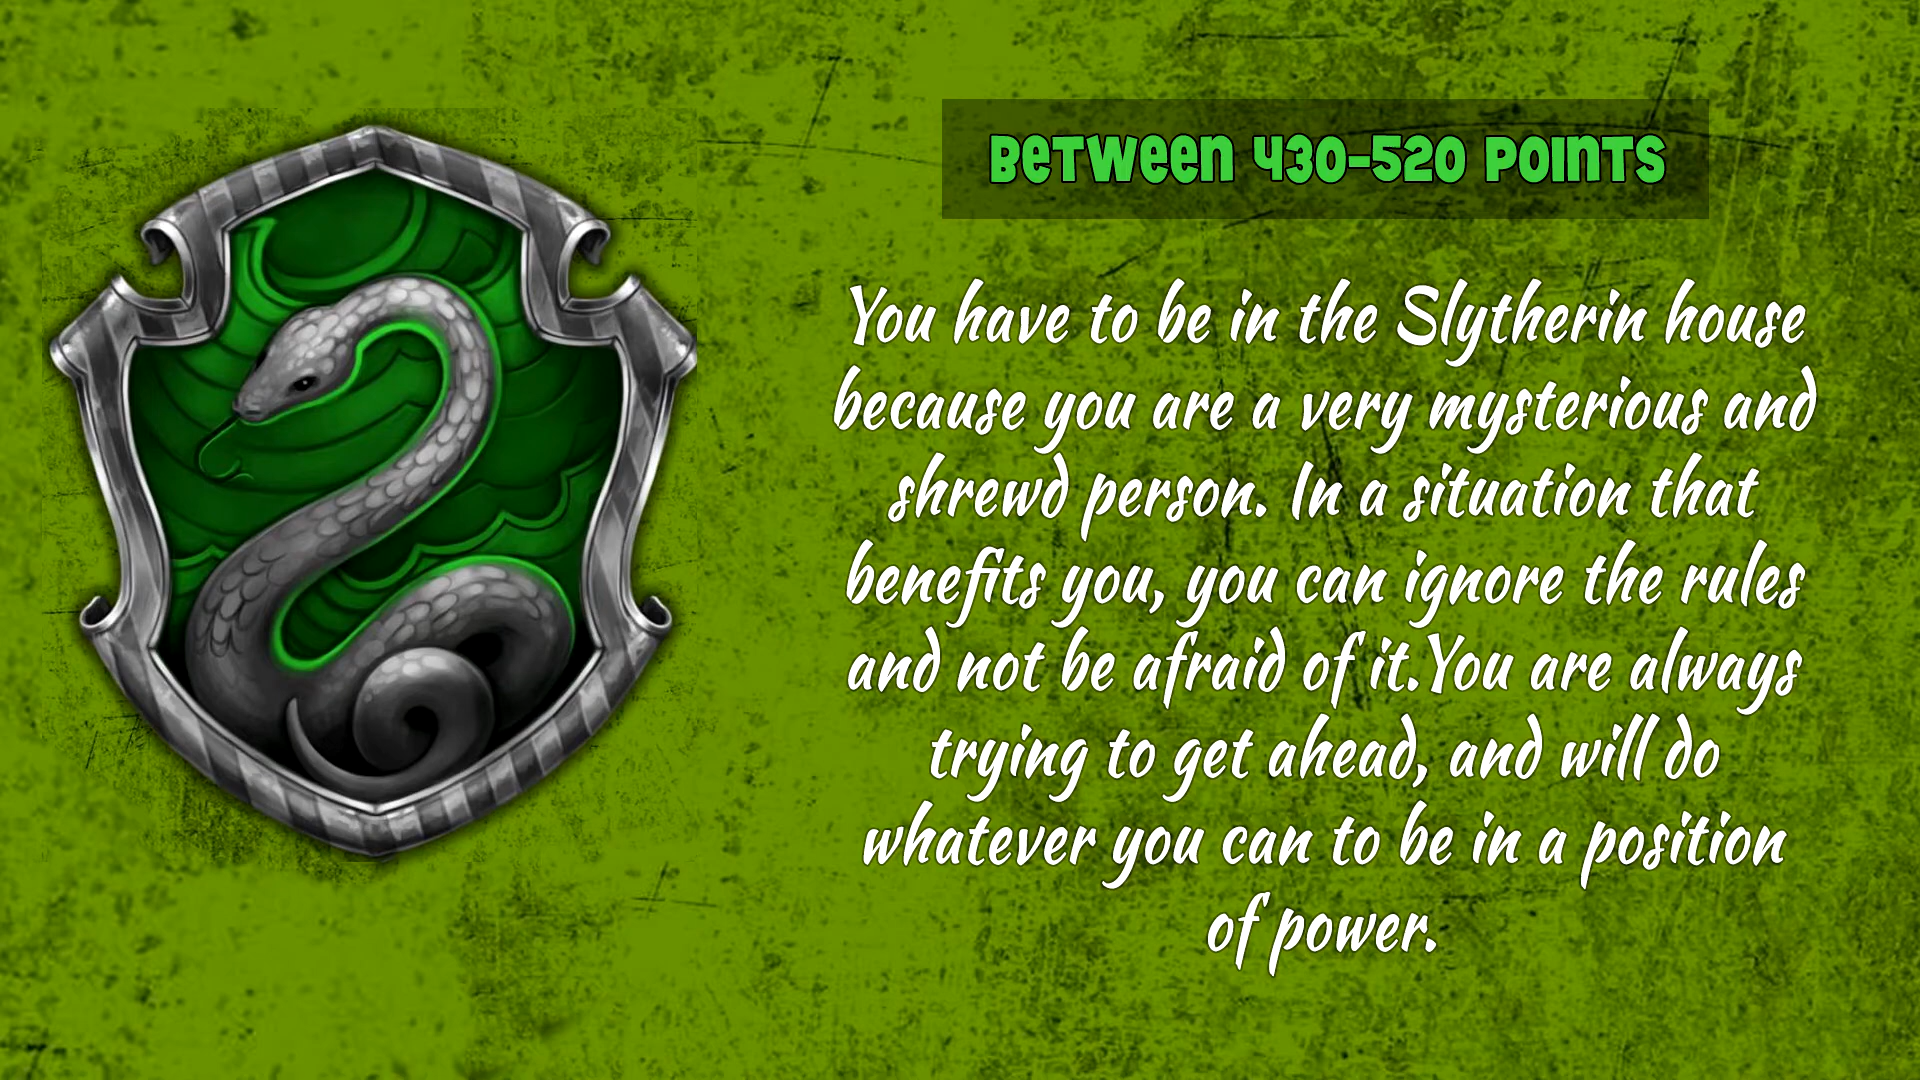 Between 430-520 points
You have to be in the Slytherin house
because you are a very mysterious and
shrewd person. In a situation that
benefits you, you can ignore the rules
and not be afraid of it.You are always
trying to get ahead, and will do
whatever you can to be in a position
of power.